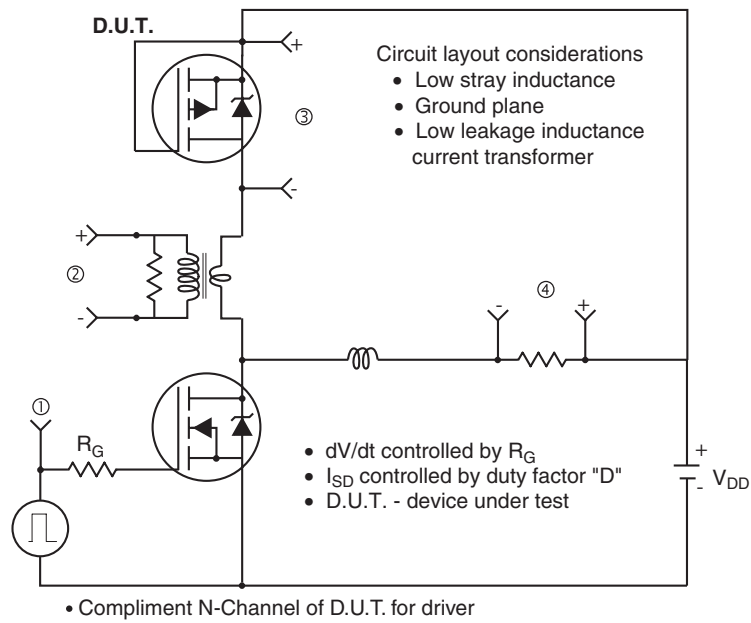 D.U.T.
+
③
-
Circuit layout considerations
• Low stray inductance
• Ground plane
• Low leakage inductance
current transformer
+
②
-
-
④
+
①
RG
• dV/dt controlled by RG
• ISD controlled by duty factor "D"
• D.U.T. - device under test
+
-
VDD
• Compliment N-Channel of D.U.T. for driver